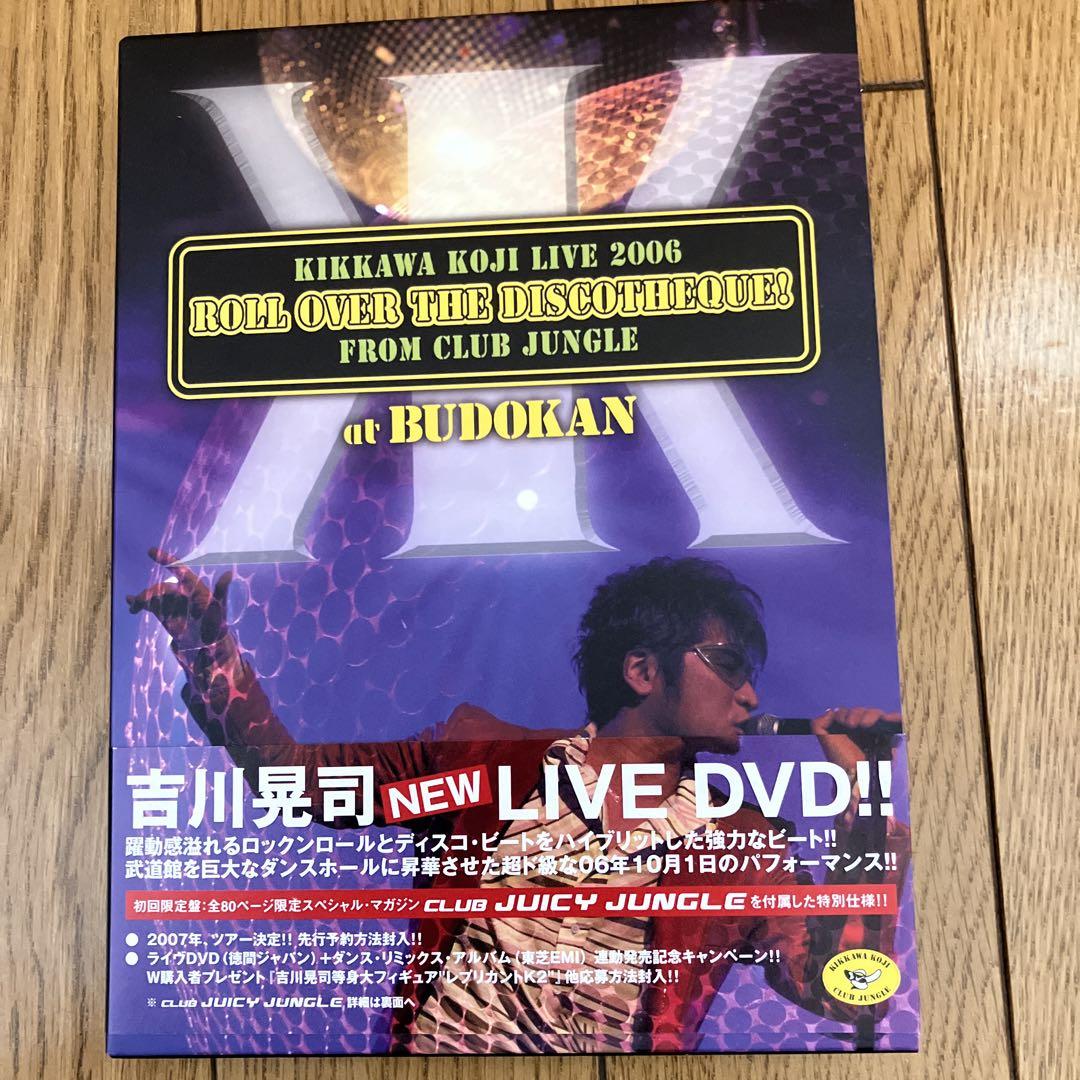 KK
KIKKAWA KOJI LIVE 2006
ROLL OVER THE DISCOTHEQUE!
FROM CLUB JUNGLE
at BUDOKAN
吉川晃司 NEW LIVE DVD!!
躍動感溢れるロックンロールとディスコ・ビートをハイブリットした強力なビート!!
武道館を巨大なダンスホールに昇華させた超ド級な06年10月1日のパフォーマンス!!
初回限定盤:全80ページ限定スペシャル・マガジン CLUB JUICY JUNGLE を付属した特別仕様!!
● 2007年、ツアー決定!! 先行予約方法封入!!
● ライヴDVD(徳間ジャパン)+ダンス・リミックス・アルバム(東芝EMI) 連動発売記念キャンペーン!!
W購入者プレゼント「吉川晃司等身大フィギュア"レプリカントK2"」他応募方法封入!!
※ CLUB JUICY JUNGLE 詳細は裏面へ
KIKKAWA KOJI
CLUB JUNGLE